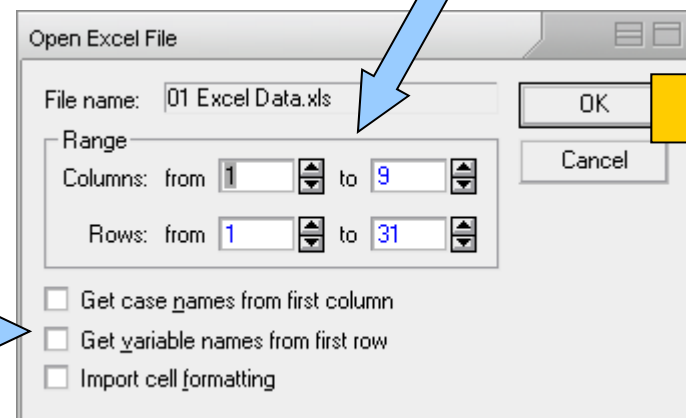 Open Excel File
File name: 01 Excel Data.xls
OK
Range
Cancel
Columns: from 1 to 9
Rows: from 1 to 31
Get case names from first column
Get variable names from first row
Import cell formatting